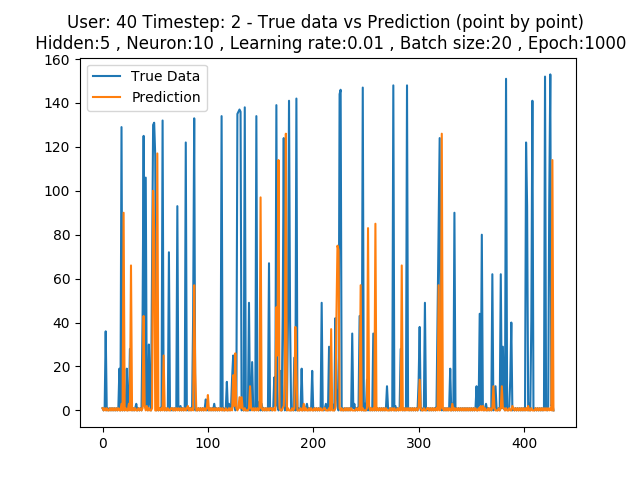 User: 40 Timestep: 2 - True data vs Prediction (point by point)
Hidden:5 , Neuron:10 , Learning rate:0.01 , Batch size:20 , Epoch:1000
160
True Data
Prediction
140
120
100
80
60
40
20
0
0 100 200 300 400